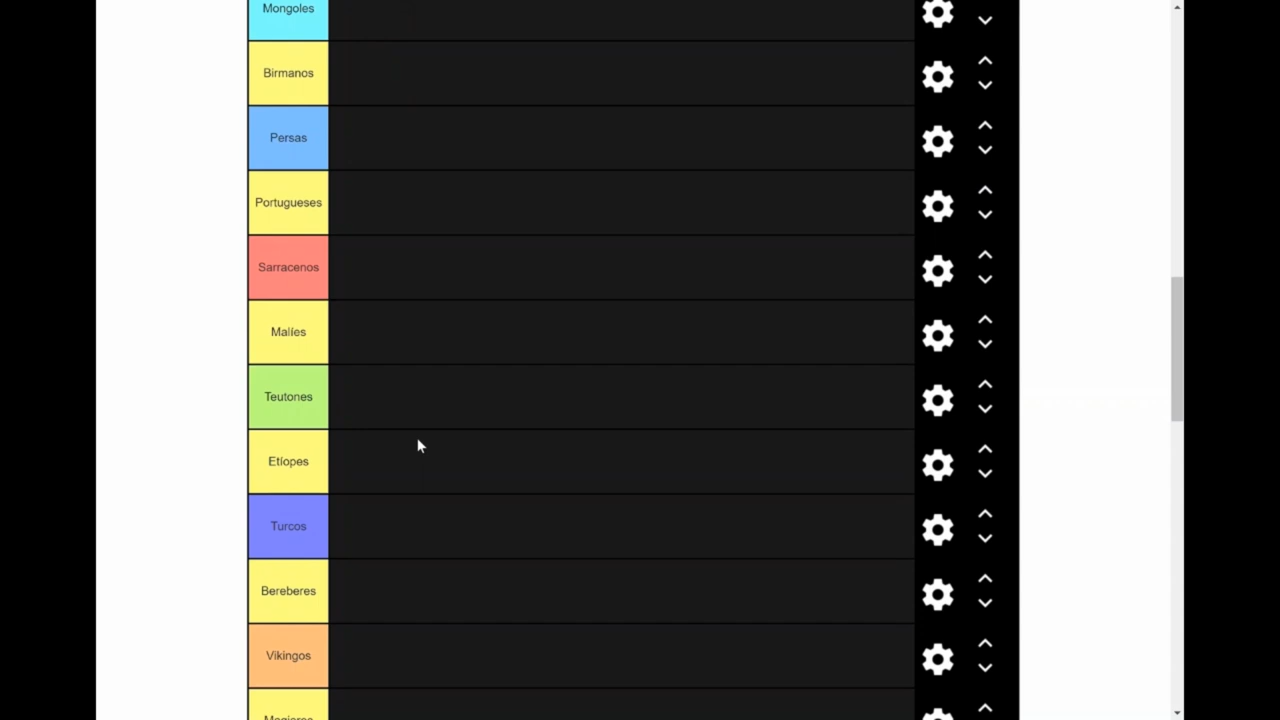 Mongoles
Birmanos
Persas
Portugueses
Sarracenos
Malíes
Teutones
Etíopes
Turcos
Bereberes
Vikingos